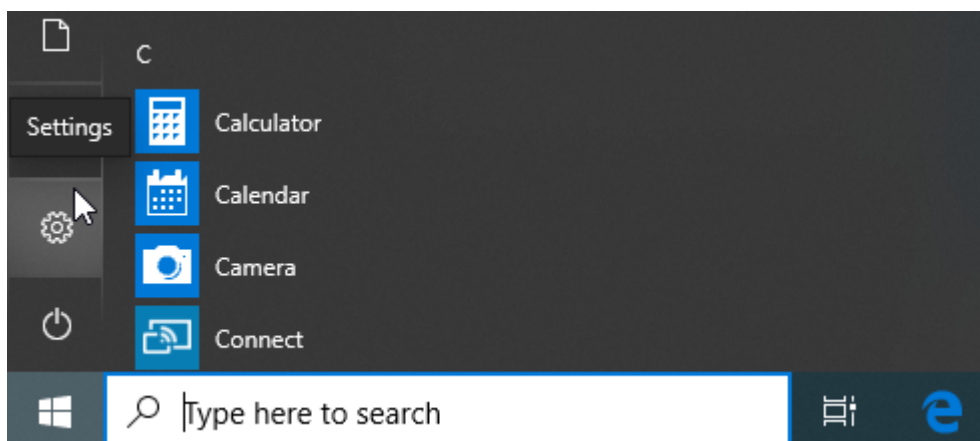 C
Settings
Calculator
Calendar
Camera
Connect
Type here to search